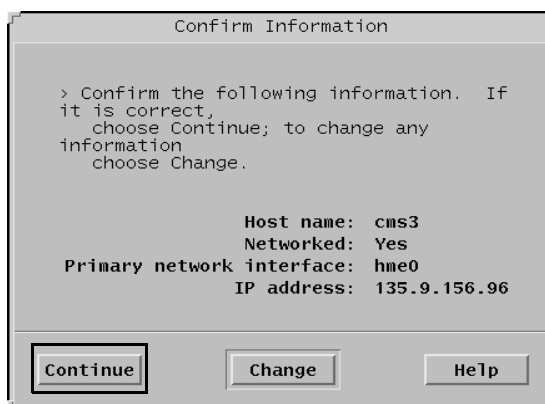 Confirm Information
> Confirm the following information. If
it is correct,
choose Continue; to change any
information
choose Change.
Host name: cms3
Networked: Yes
Primary network interface: hme0
IP address: 135.9.156.96
Continue Change Help